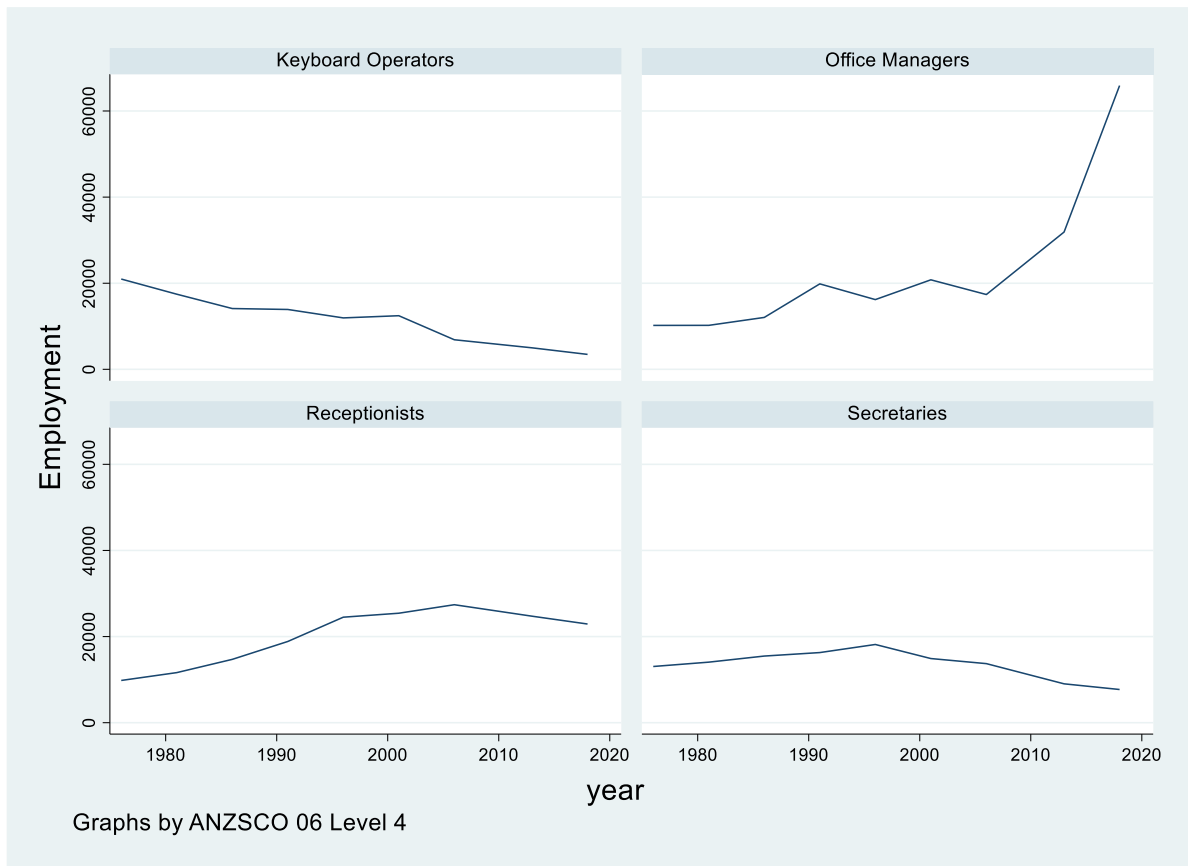 Keyboard Operators
Office Managers
60000
40000
20000
0
Receptionists
Secretaries
60000
40000
20000
0
Employment
1980 1990 2000 2010 2020
1980 1990 2000 2010 2020
year
Graphs by ANZSCO 06 Level 4